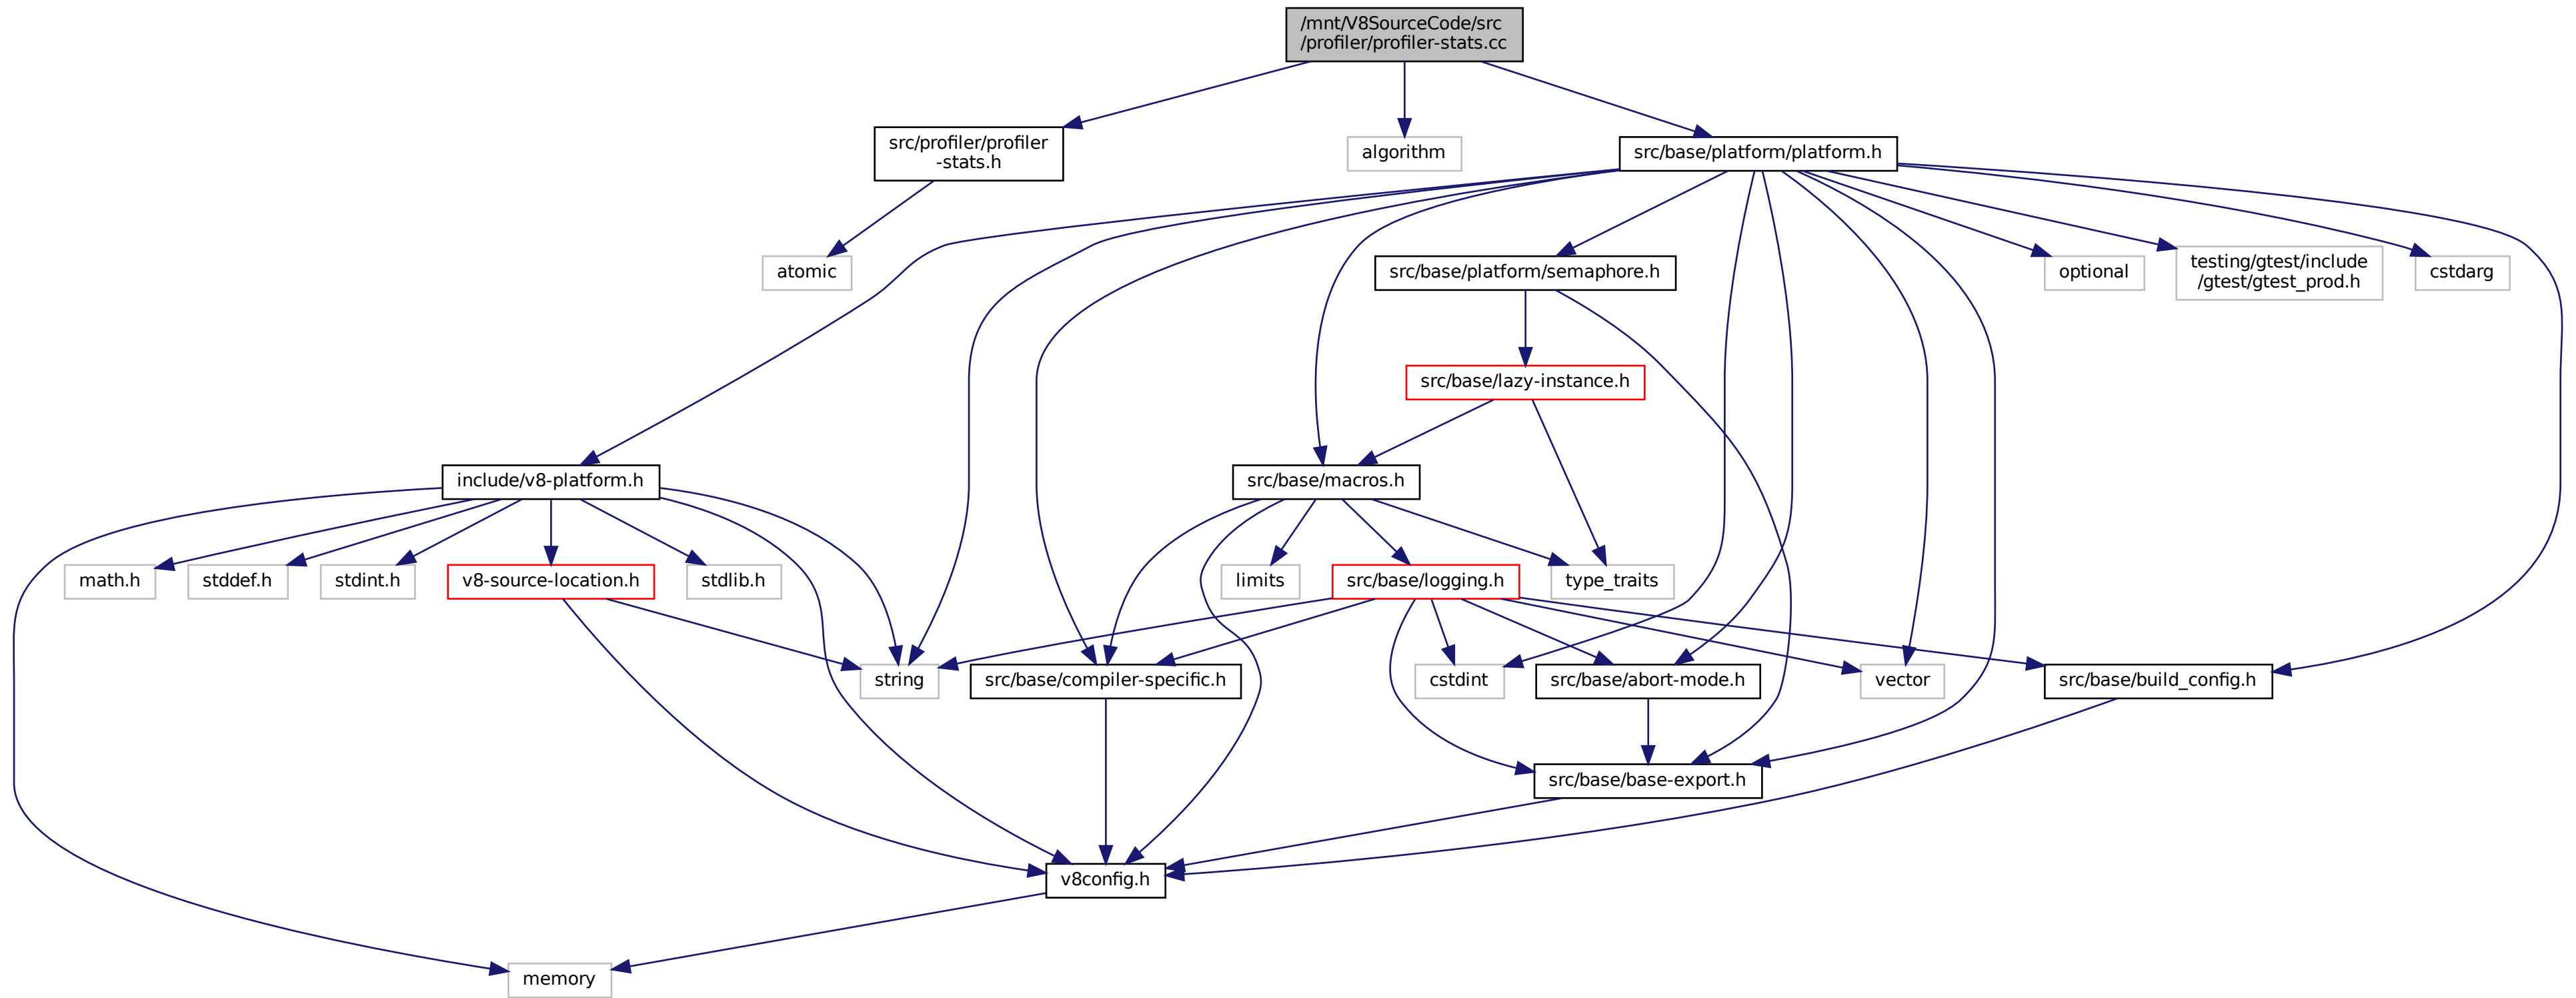 /mnt/V8SourceCode/src
/profiler/profiler-stats.cc
src/profiler/profiler
-stats.h
algorithm
src/base/platform/platform.h
atomic
src/base/platform/semaphore.h
optional
testing/gtest/include
/gtest/gtest_prod.h
cstdarg
src/base/lazy-instance.h
include/v8-platform.h
src/base/macros.h
math.h
stddef.h
stdint.h
v8-source-location.h
stdlib.h
limits
src/base/logging.h
type_traits
string
src/base/compiler-specific.h
cstdint
src/base/abort-mode.h
vector
src/base/build_config.h
src/base/base-export.h
v8config.h
memory